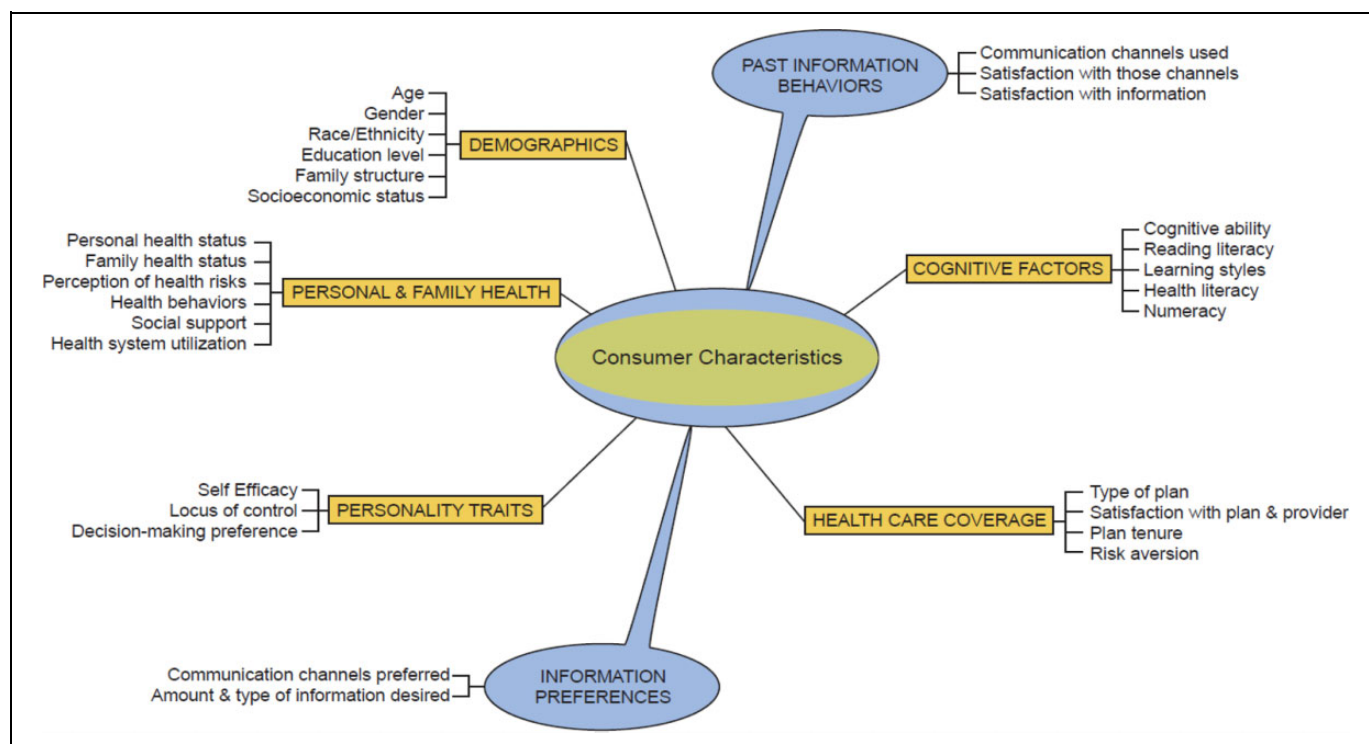 PAST INFORMATION
BEHAVIORS
Communication channels used
Satisfaction with those channels
Satisfaction with information
Age
Gender
Race/Ethnicity
Education level
Family structure
Socioeconomic status
DEMOGRAPHICS
Personal health status
Family health status
Perception of health risks
Health behaviors
Social support
Health system utilization
PERSONAL & FAMILY HEALTH
COGNITIVE FACTORS
Cognitive ability
Reading literacy
Learning styles
Health literacy
Numeracy
Consumer Characteristics
Self Efficacy
Locus of control
Decision-making preference
PERSONALITY TRAITS
HEALTH CARE COVERAGE
Type of plan
Satisfaction with plan & provider
Plan tenure
Risk aversion
Communication channels preferred
Amount & type of information desired
INFORMATION
PREFERENCES